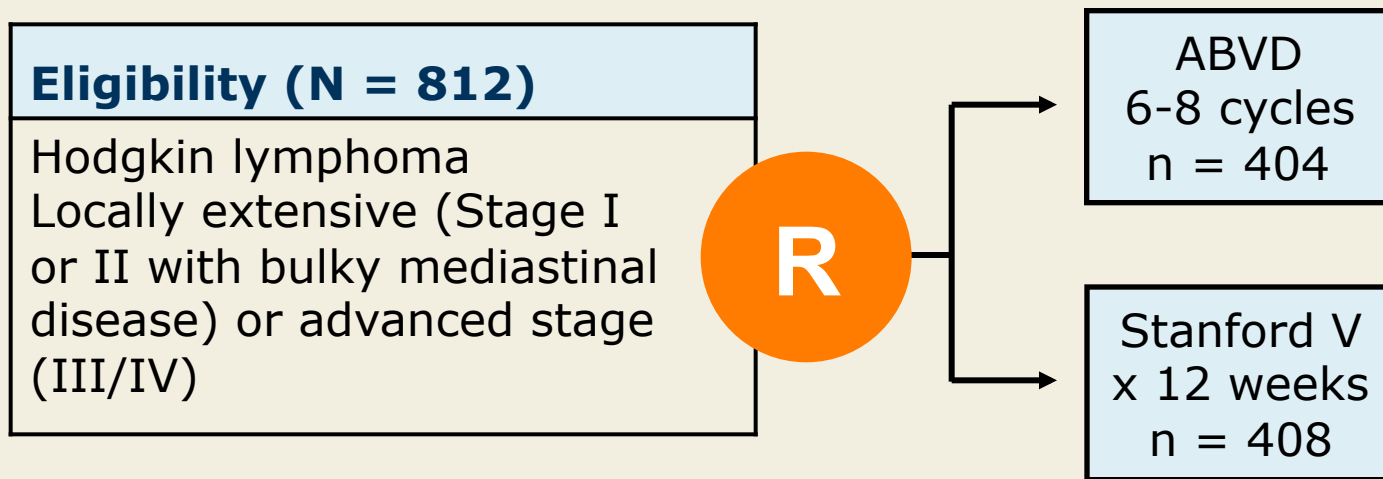 Eligibility (N = 812)
Hodgkin lymphoma
Locally extensive (Stage I
or II with bulky mediastinal
disease) or advanced stage
(III/IV)
R
ABVD
6-8 cycles
n = 404
Stanford V
x 12 weeks
n = 408